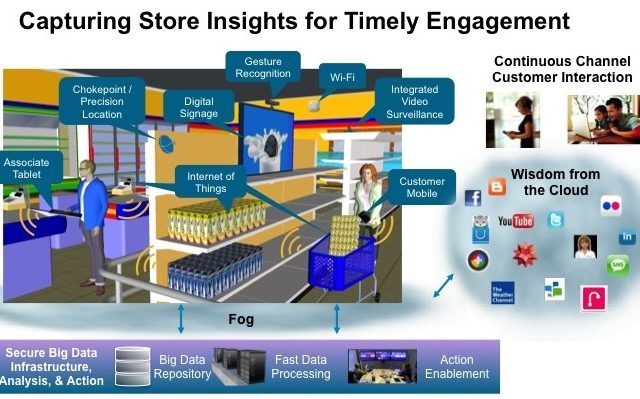 Capturing Store Insights for Timely Engagement
Gesture
Recognition
Wi-Fi
Continuous Channel
Customer Interaction
Chokepoint /
Precision
Location
Digital
Signage
Integrated
Video
Surveillance
Associate
Tablet
Internet of
Things
Customer
Mobile
Wisdom from
the Cloud
You Tube
in
SMS
The
Weather
Channel
Fog
Secure Big Data
Infrastructure,
Analysis, & Action
Big Data
Repository
Fast Data
Processing
Action
Enablement